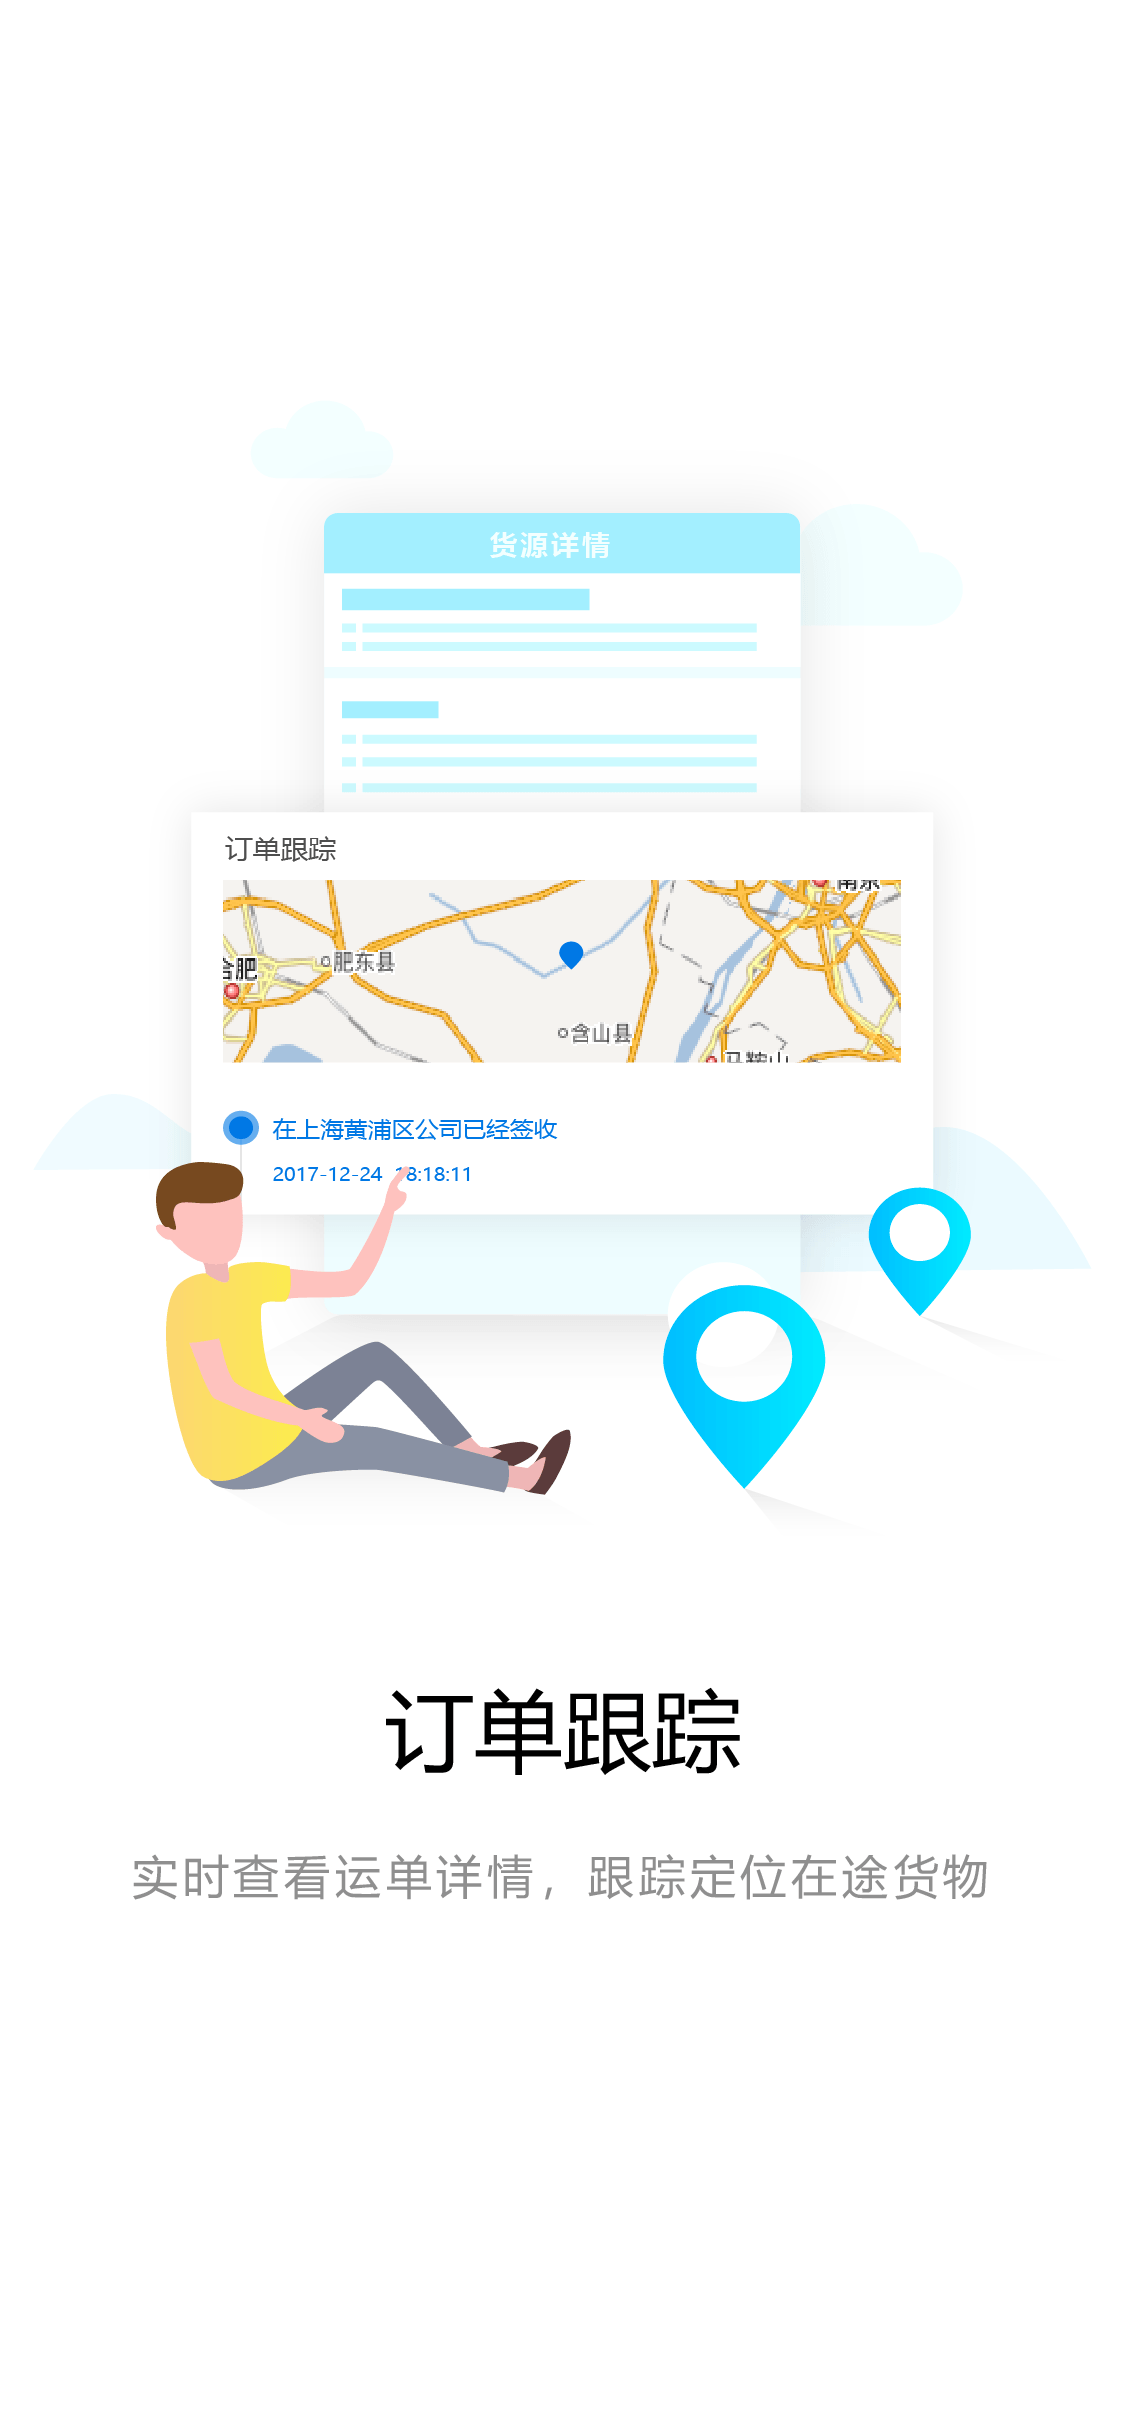 货源详情
订单跟踪
南京
合肥
肥东县
含山县
马鞍山
在上海黄浦区公司已经签收
2017-12-24 18:18:11
订单跟踪
实时查看运单详情，跟踪定位在途货物